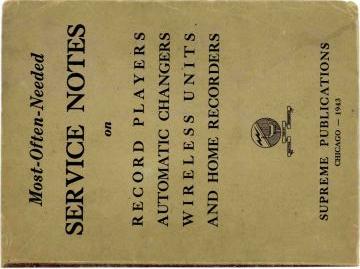 Most-Often-Needed
SERVICE NOTES
on
RECORD PLAYERS
AUTOMATIC CHANGERS
WIRELESS UNITS
AND HOME RECORDERS
SUPREME PUBLICATIONS
CHICAGO — 1943